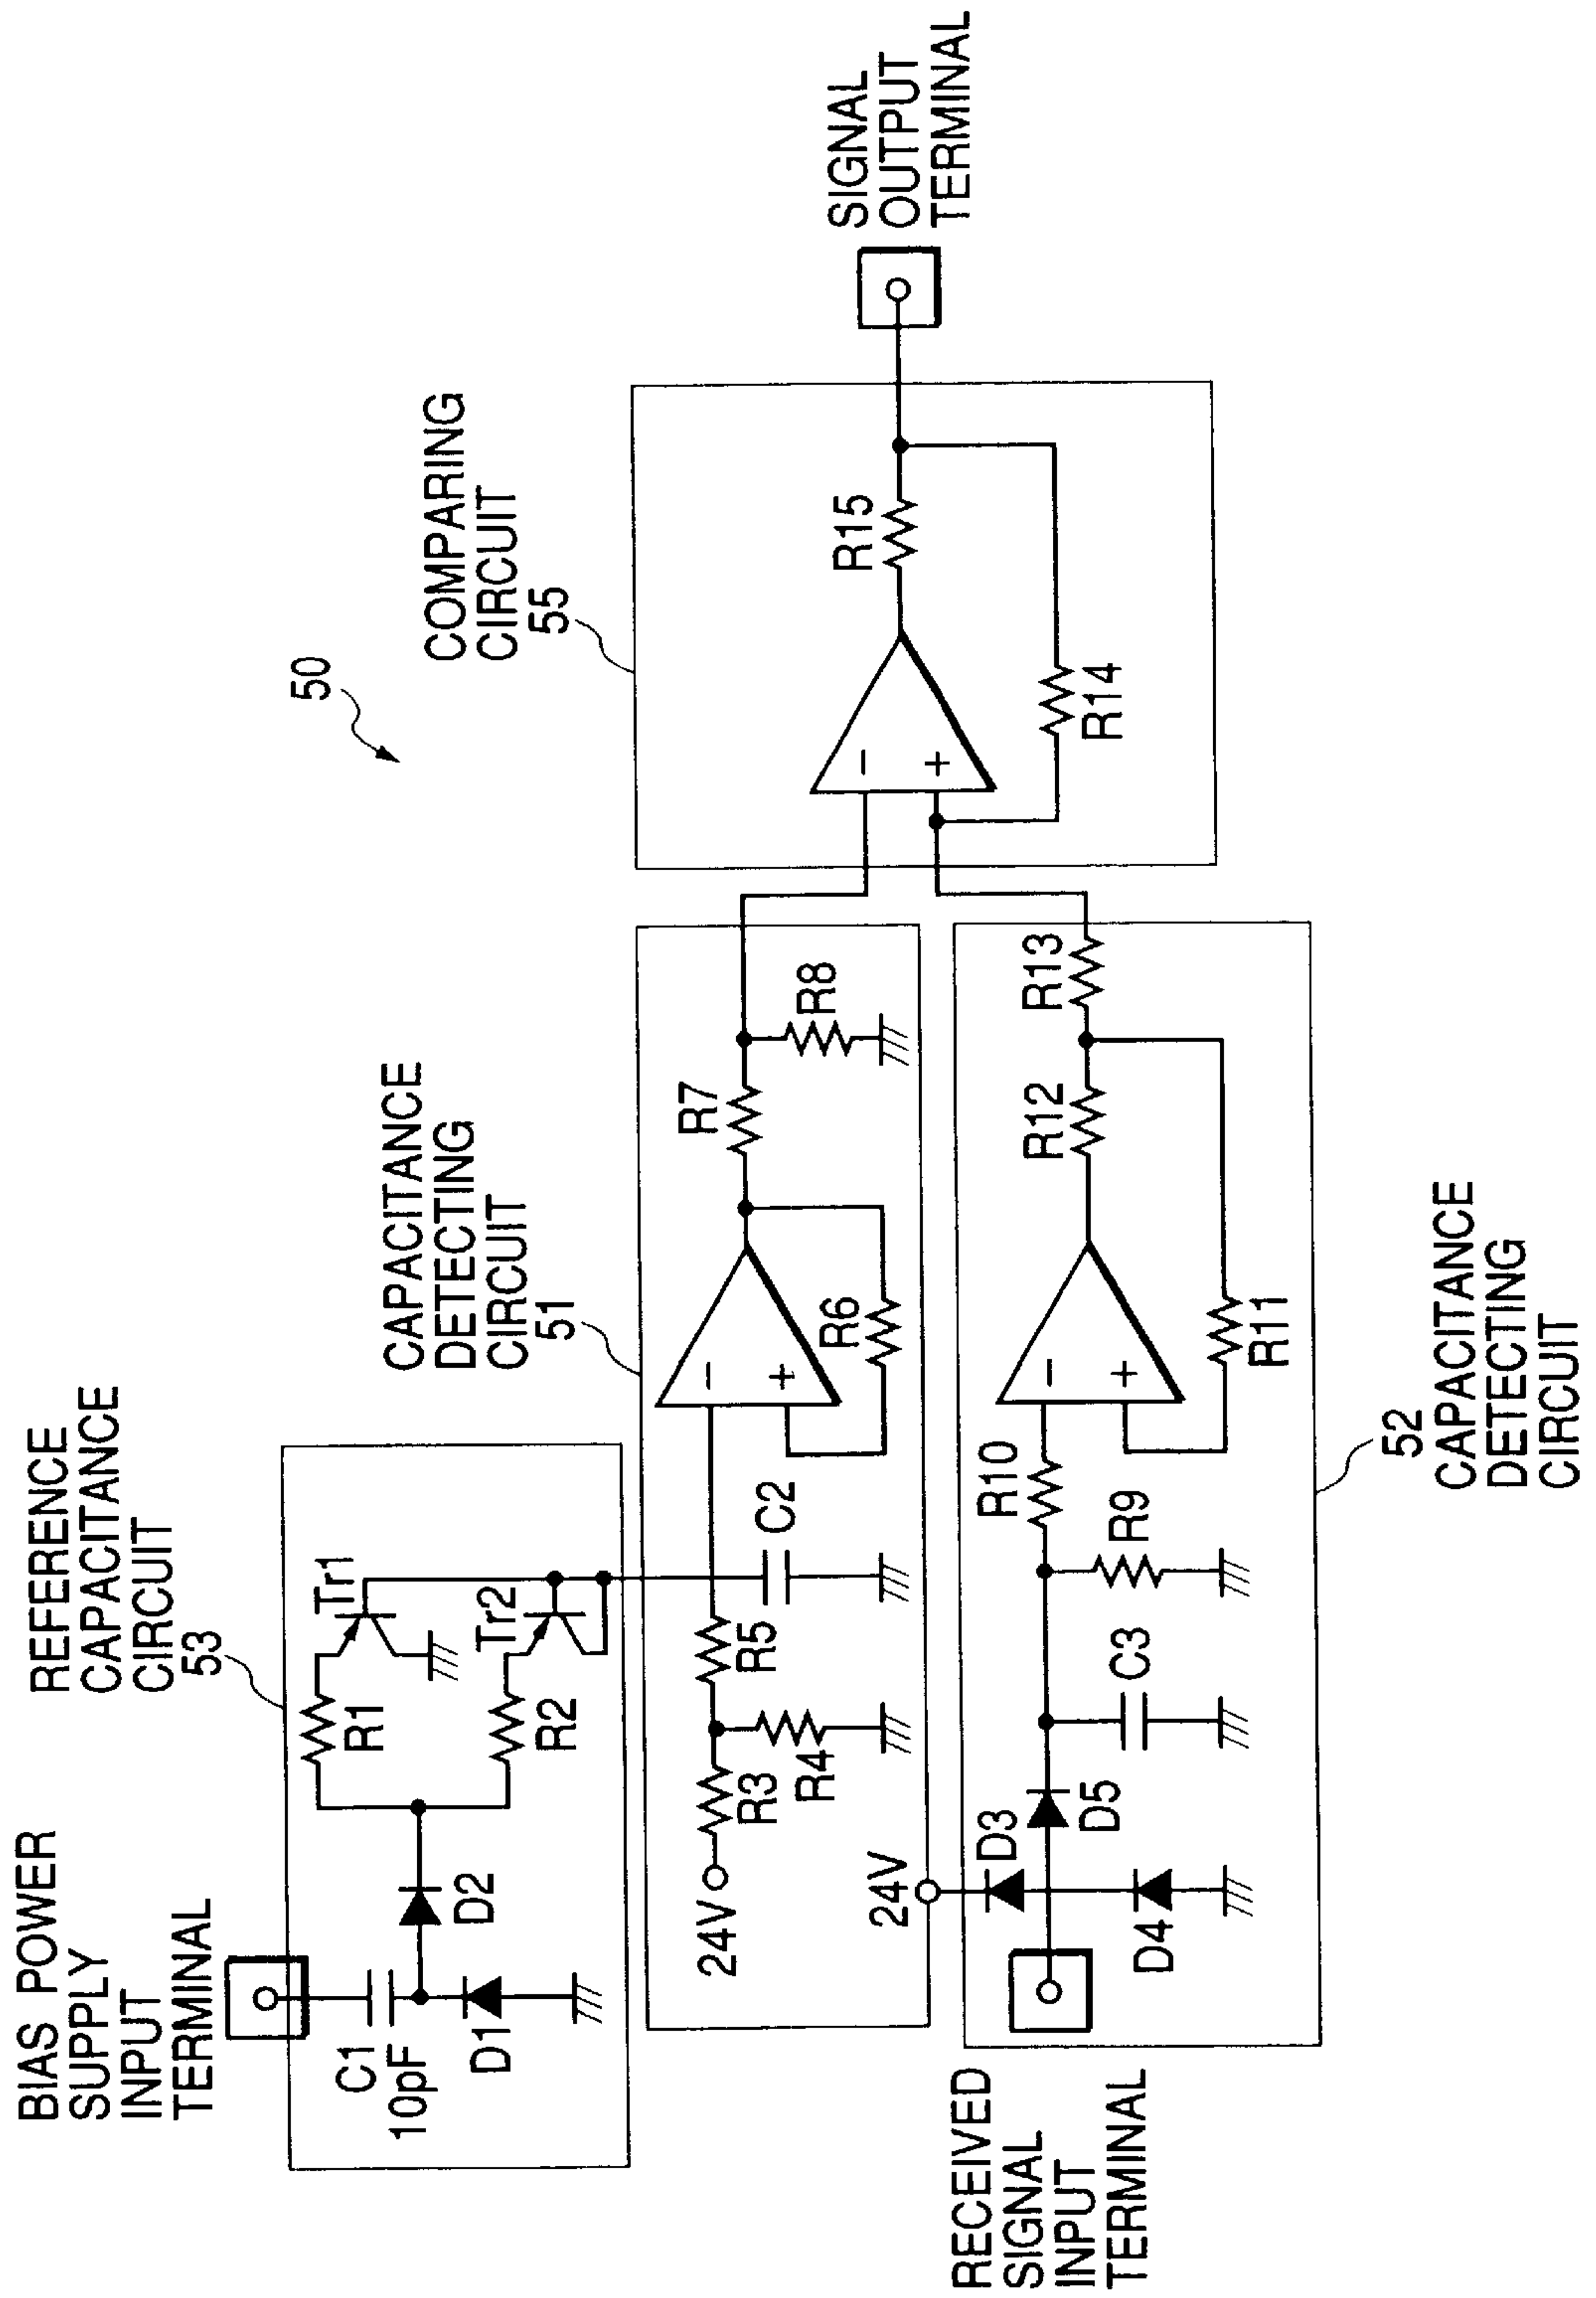 50
BIAS POWER
SUPPLY
INPUT
TERMINAL
REFERENCE
CAPACITANCE
CIRCUIT
53
C1
10pF
D1
D2
R1
R2
Tr1
Tr2
CAPACITANCE
DETECTING
CIRCUIT
51
24V
R3
R4
R5
C2
−
+
R6
R7
R8
COMPARING
CIRCUIT
55
−
+
R15
R14
SIGNAL
OUTPUT
TERMINAL
RECEIVED
SIGNAL
INPUT
TERMINAL
24V
D3
D4
D5
C3
R9
R10
−
+
R11
R12
R13
52
CAPACITANCE
DETECTING
CIRCUIT